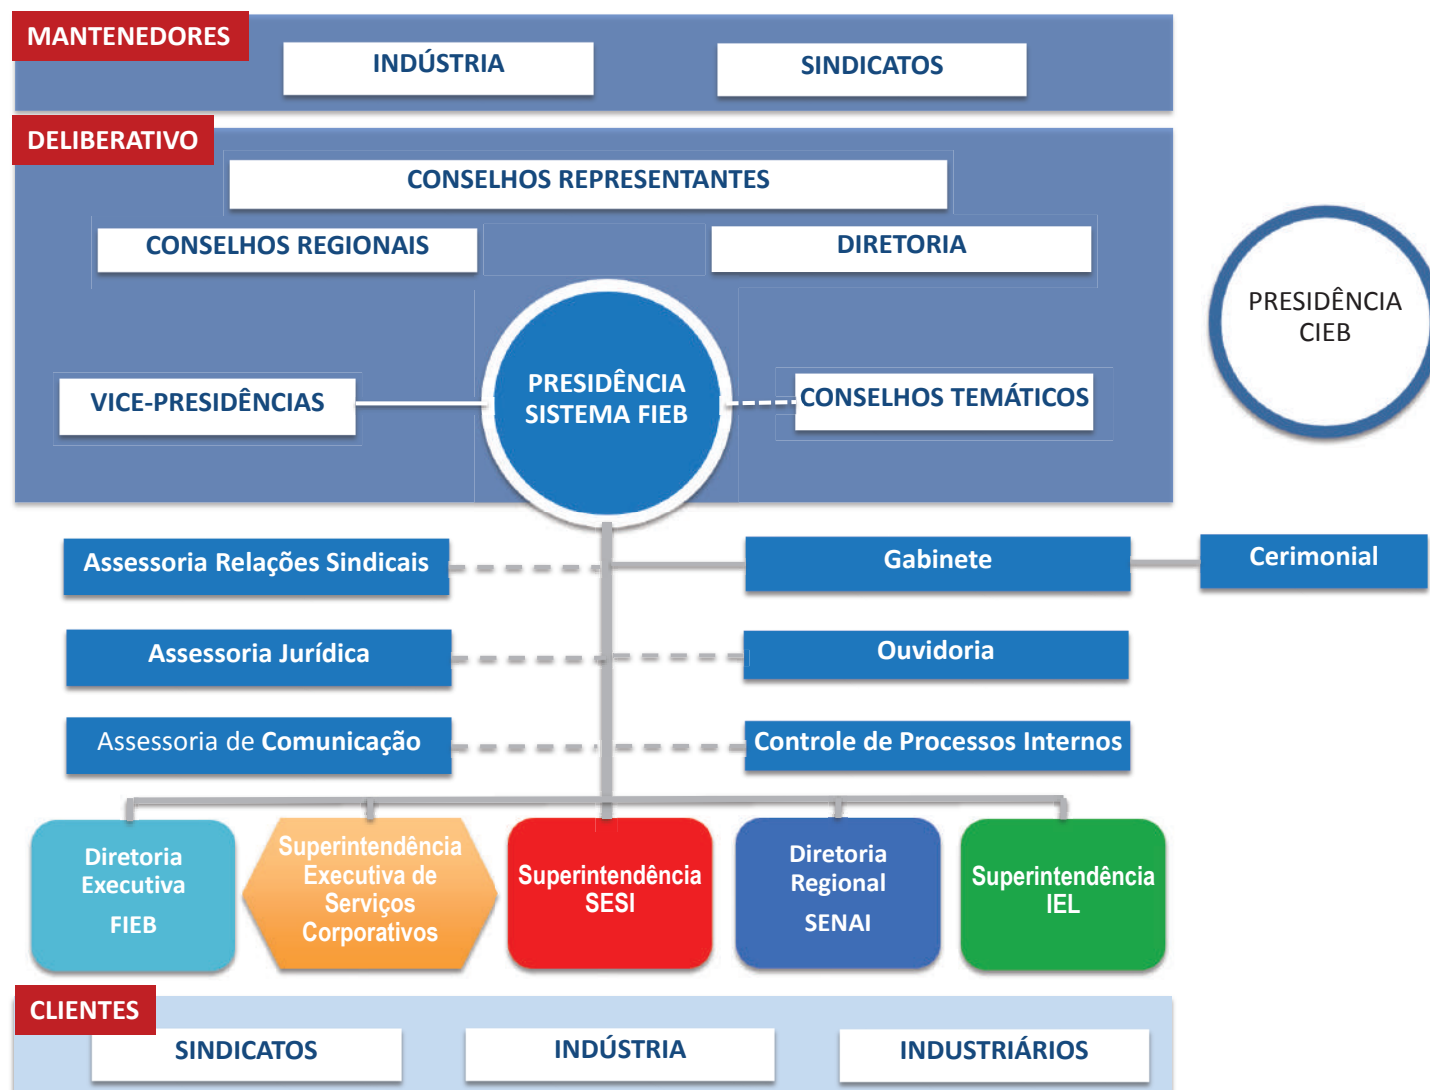 MANTENEDORES
INDÚSTRIA
SINDICATOS
DELIBERATIVO
CONSELHOS REPRESENTANTES
CONSELHOS REGIONAIS
DIRETORIA
PRESIDÊNCIA
CIEB
VICE-PRESIDÊNCIAS
PRESIDÊNCIA
SISTEMA FIEB
CONSELHOS TEMÁTICOS
Assessoria Relações Sindicais
Gabinete
Cerimonial
Assessoria Jurídica
Ouvidoria
Assessoria de Comunicação
Controle de Processos Internos
Diretoria
Executiva
FIEB
Superintendência
Executiva de
Serviços
Corporativos
Superintendência
SESI
Diretoria
Regional
SENAI
Superintendência
IEL
CLIENTES
SINDICATOS
INDÚSTRIA
INDUSTRIÁRIOS